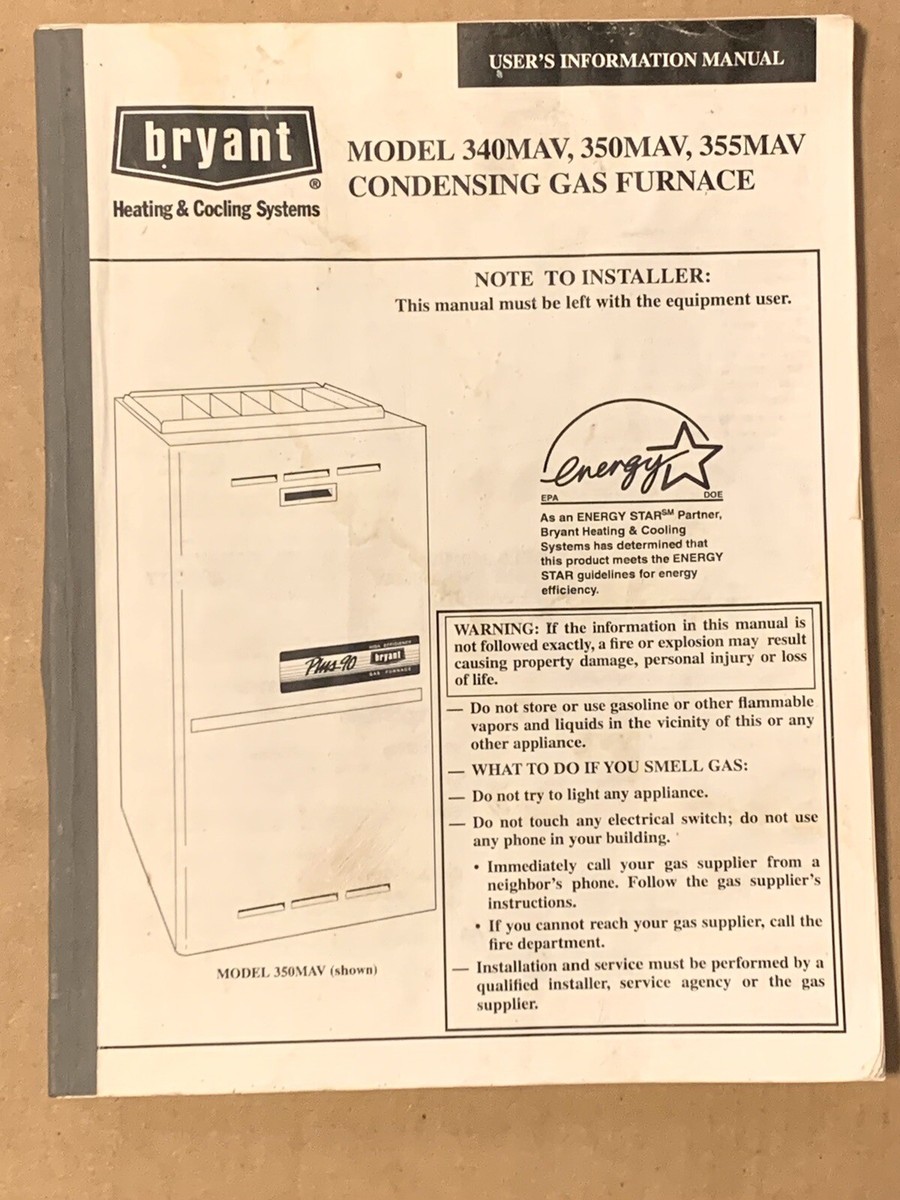 USER'S INFORMATION MANUAL
bryant
®
Heating & Cooling Systems
MODEL 340MAV, 350MAV, 355MAV
CONDENSING GAS FURNACE
NOTE TO INSTALLER:
This manual must be left with the equipment user.
energy
EPA DOE
As an ENERGY STAR℠ Partner,
Bryant Heating & Cooling
Systems has determined that
this product meets the ENERGY
STAR guidelines for energy
efficiency.
HIGH EFFICIENCY
Plus 90 bryant
GAS FURNACE
MODEL 350MAV (shown)
WARNING: If the information in this manual is
not followed exactly, a fire or explosion may result
causing property damage, personal injury or loss
of life.
— Do not store or use gasoline or other flammable
vapors and liquids in the vicinity of this or any
other appliance.
— WHAT TO DO IF YOU SMELL GAS:
— Do not try to light any appliance.
— Do not touch any electrical switch; do not use
any phone in your building.
• Immediately call your gas supplier from a
neighbor's phone. Follow the gas supplier's
instructions.
• If you cannot reach your gas supplier, call the
fire department.
— Installation and service must be performed by a
qualified installer, service agency or the gas
supplier.